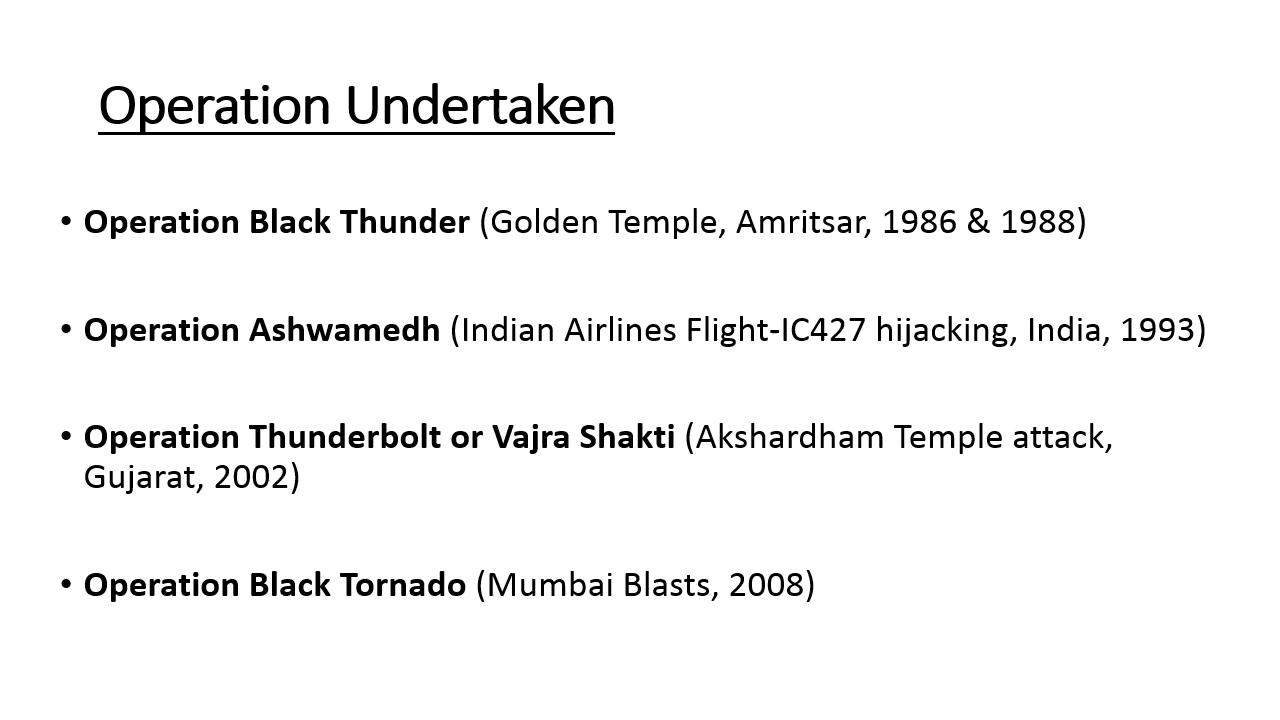 Operation Undertaken
• Operation Black Thunder (Golden Temple, Amritsar, 1986 & 1988)
• Operation Ashwamedh (Indian Airlines Flight-IC427 hijacking, India, 1993)
• Operation Thunderbolt or Vajra Shakti (Akshardham Temple attack,
Gujarat, 2002)
• Operation Black Tornado (Mumbai Blasts, 2008)